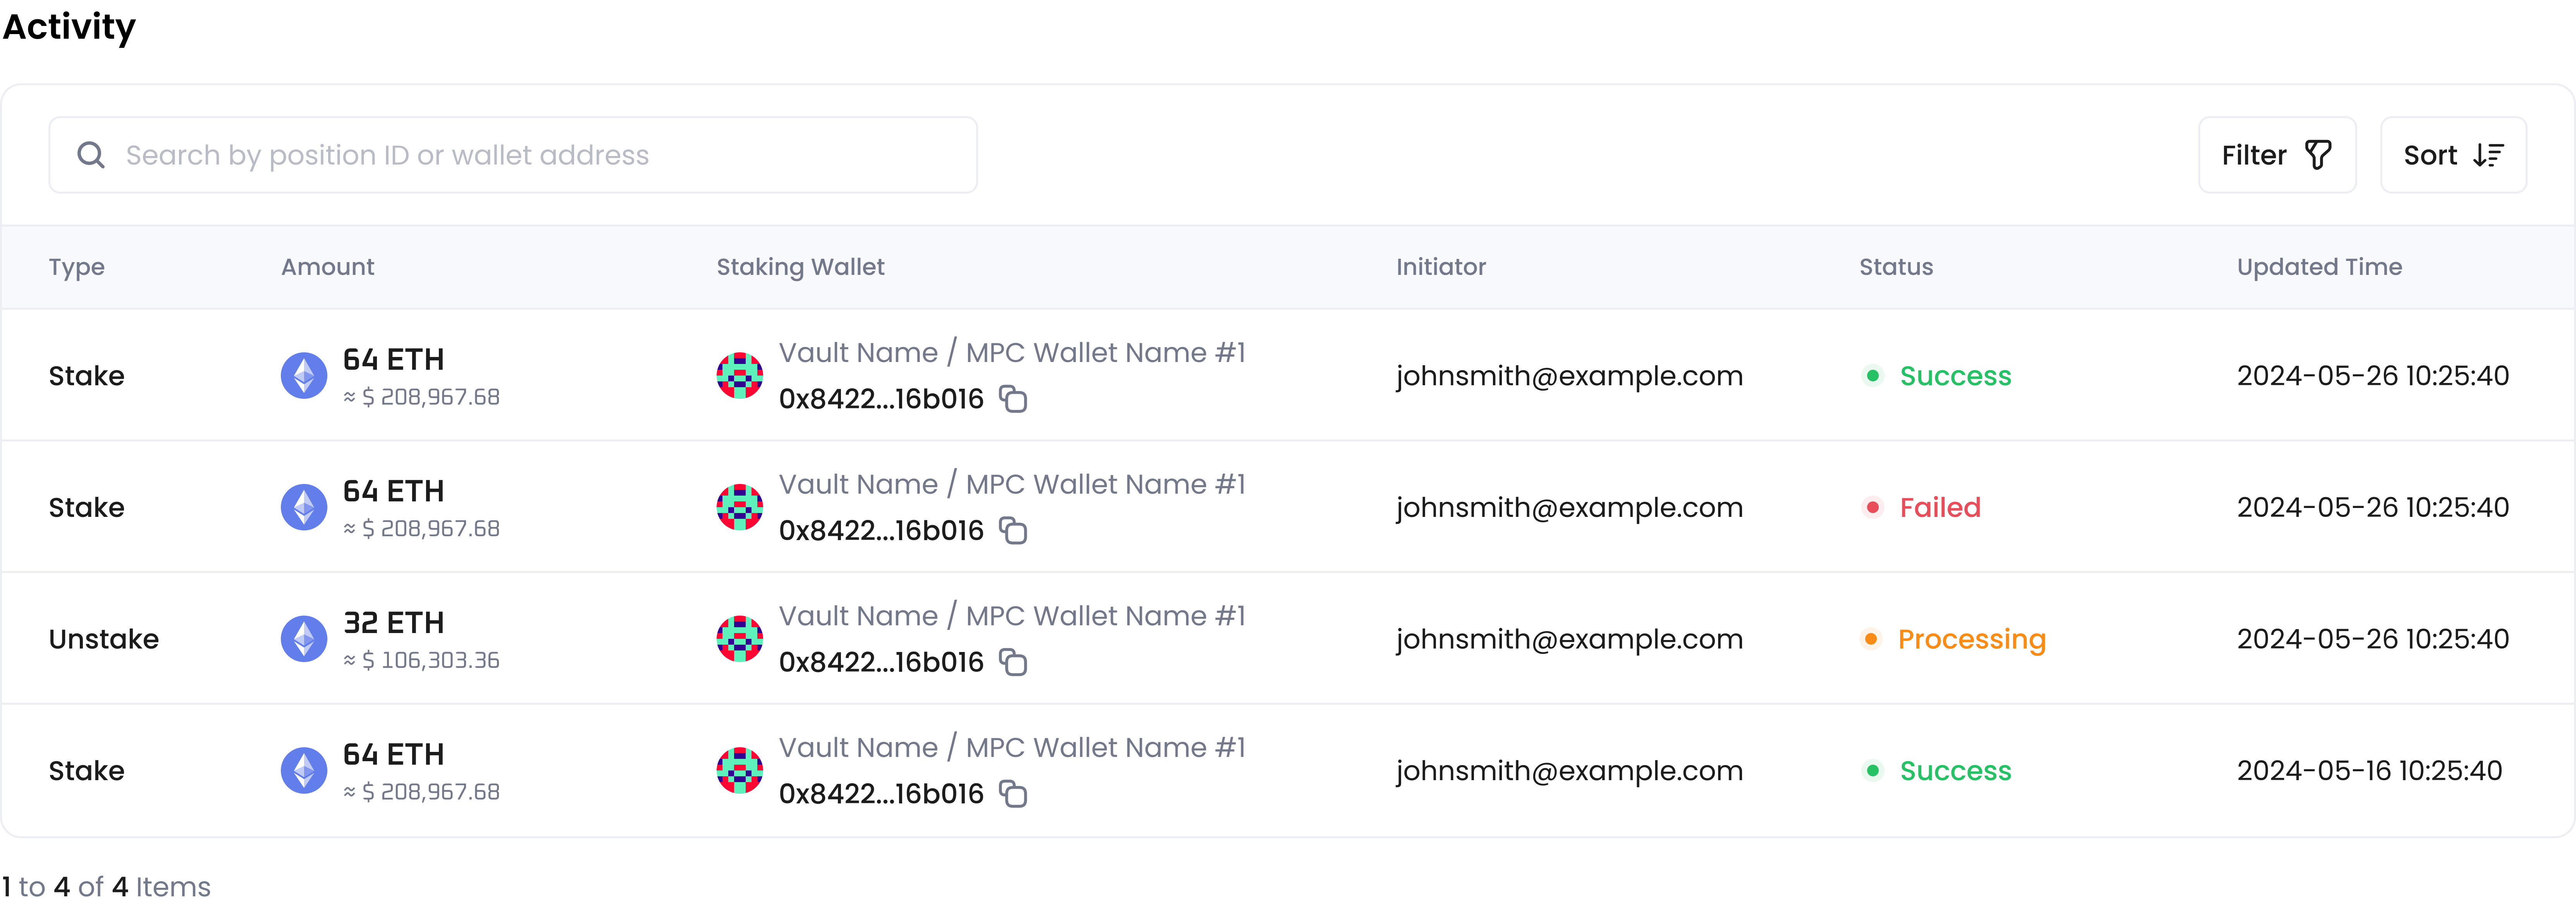 Activity
Search by position ID or wallet address
Filter
Sort
Type Amount Staking Wallet Initiator Status Updated Time
Stake 64 ETH ≈ $ 208,967.68 Vault Name / MPC Wallet Name #1 0x8422...16b016 johnsmith@example.com Success 2024-05-26 10:25:40
Stake 64 ETH ≈ $ 208,967.68 Vault Name / MPC Wallet Name #1 0x8422...16b016 johnsmith@example.com Failed 2024-05-26 10:25:40
Unstake 32 ETH ≈ $ 106,303.36 Vault Name / MPC Wallet Name #1 0x8422...16b016 johnsmith@example.com Processing 2024-05-26 10:25:40
Stake 64 ETH ≈ $ 208,967.68 Vault Name / MPC Wallet Name #1 0x8422...16b016 johnsmith@example.com Success 2024-05-16 10:25:40
1 to 4 of 4 Items